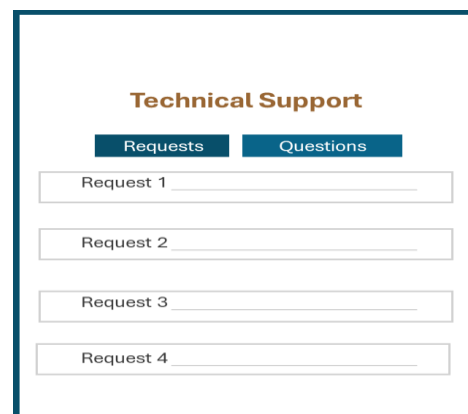 Technical Support
Requests Questions
Request 1
Request 2
Request 3
Request 4